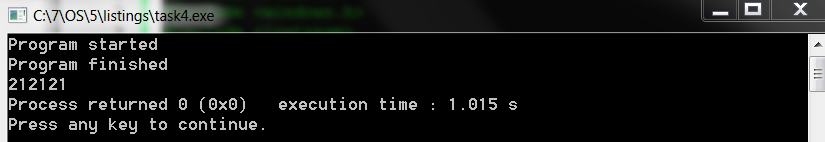 C:\7\OS\5\listings\task4.exe
Program started
Program finished
212121
Process returned 0 (0x0)   execution time : 1.015 s
Press any key to continue.